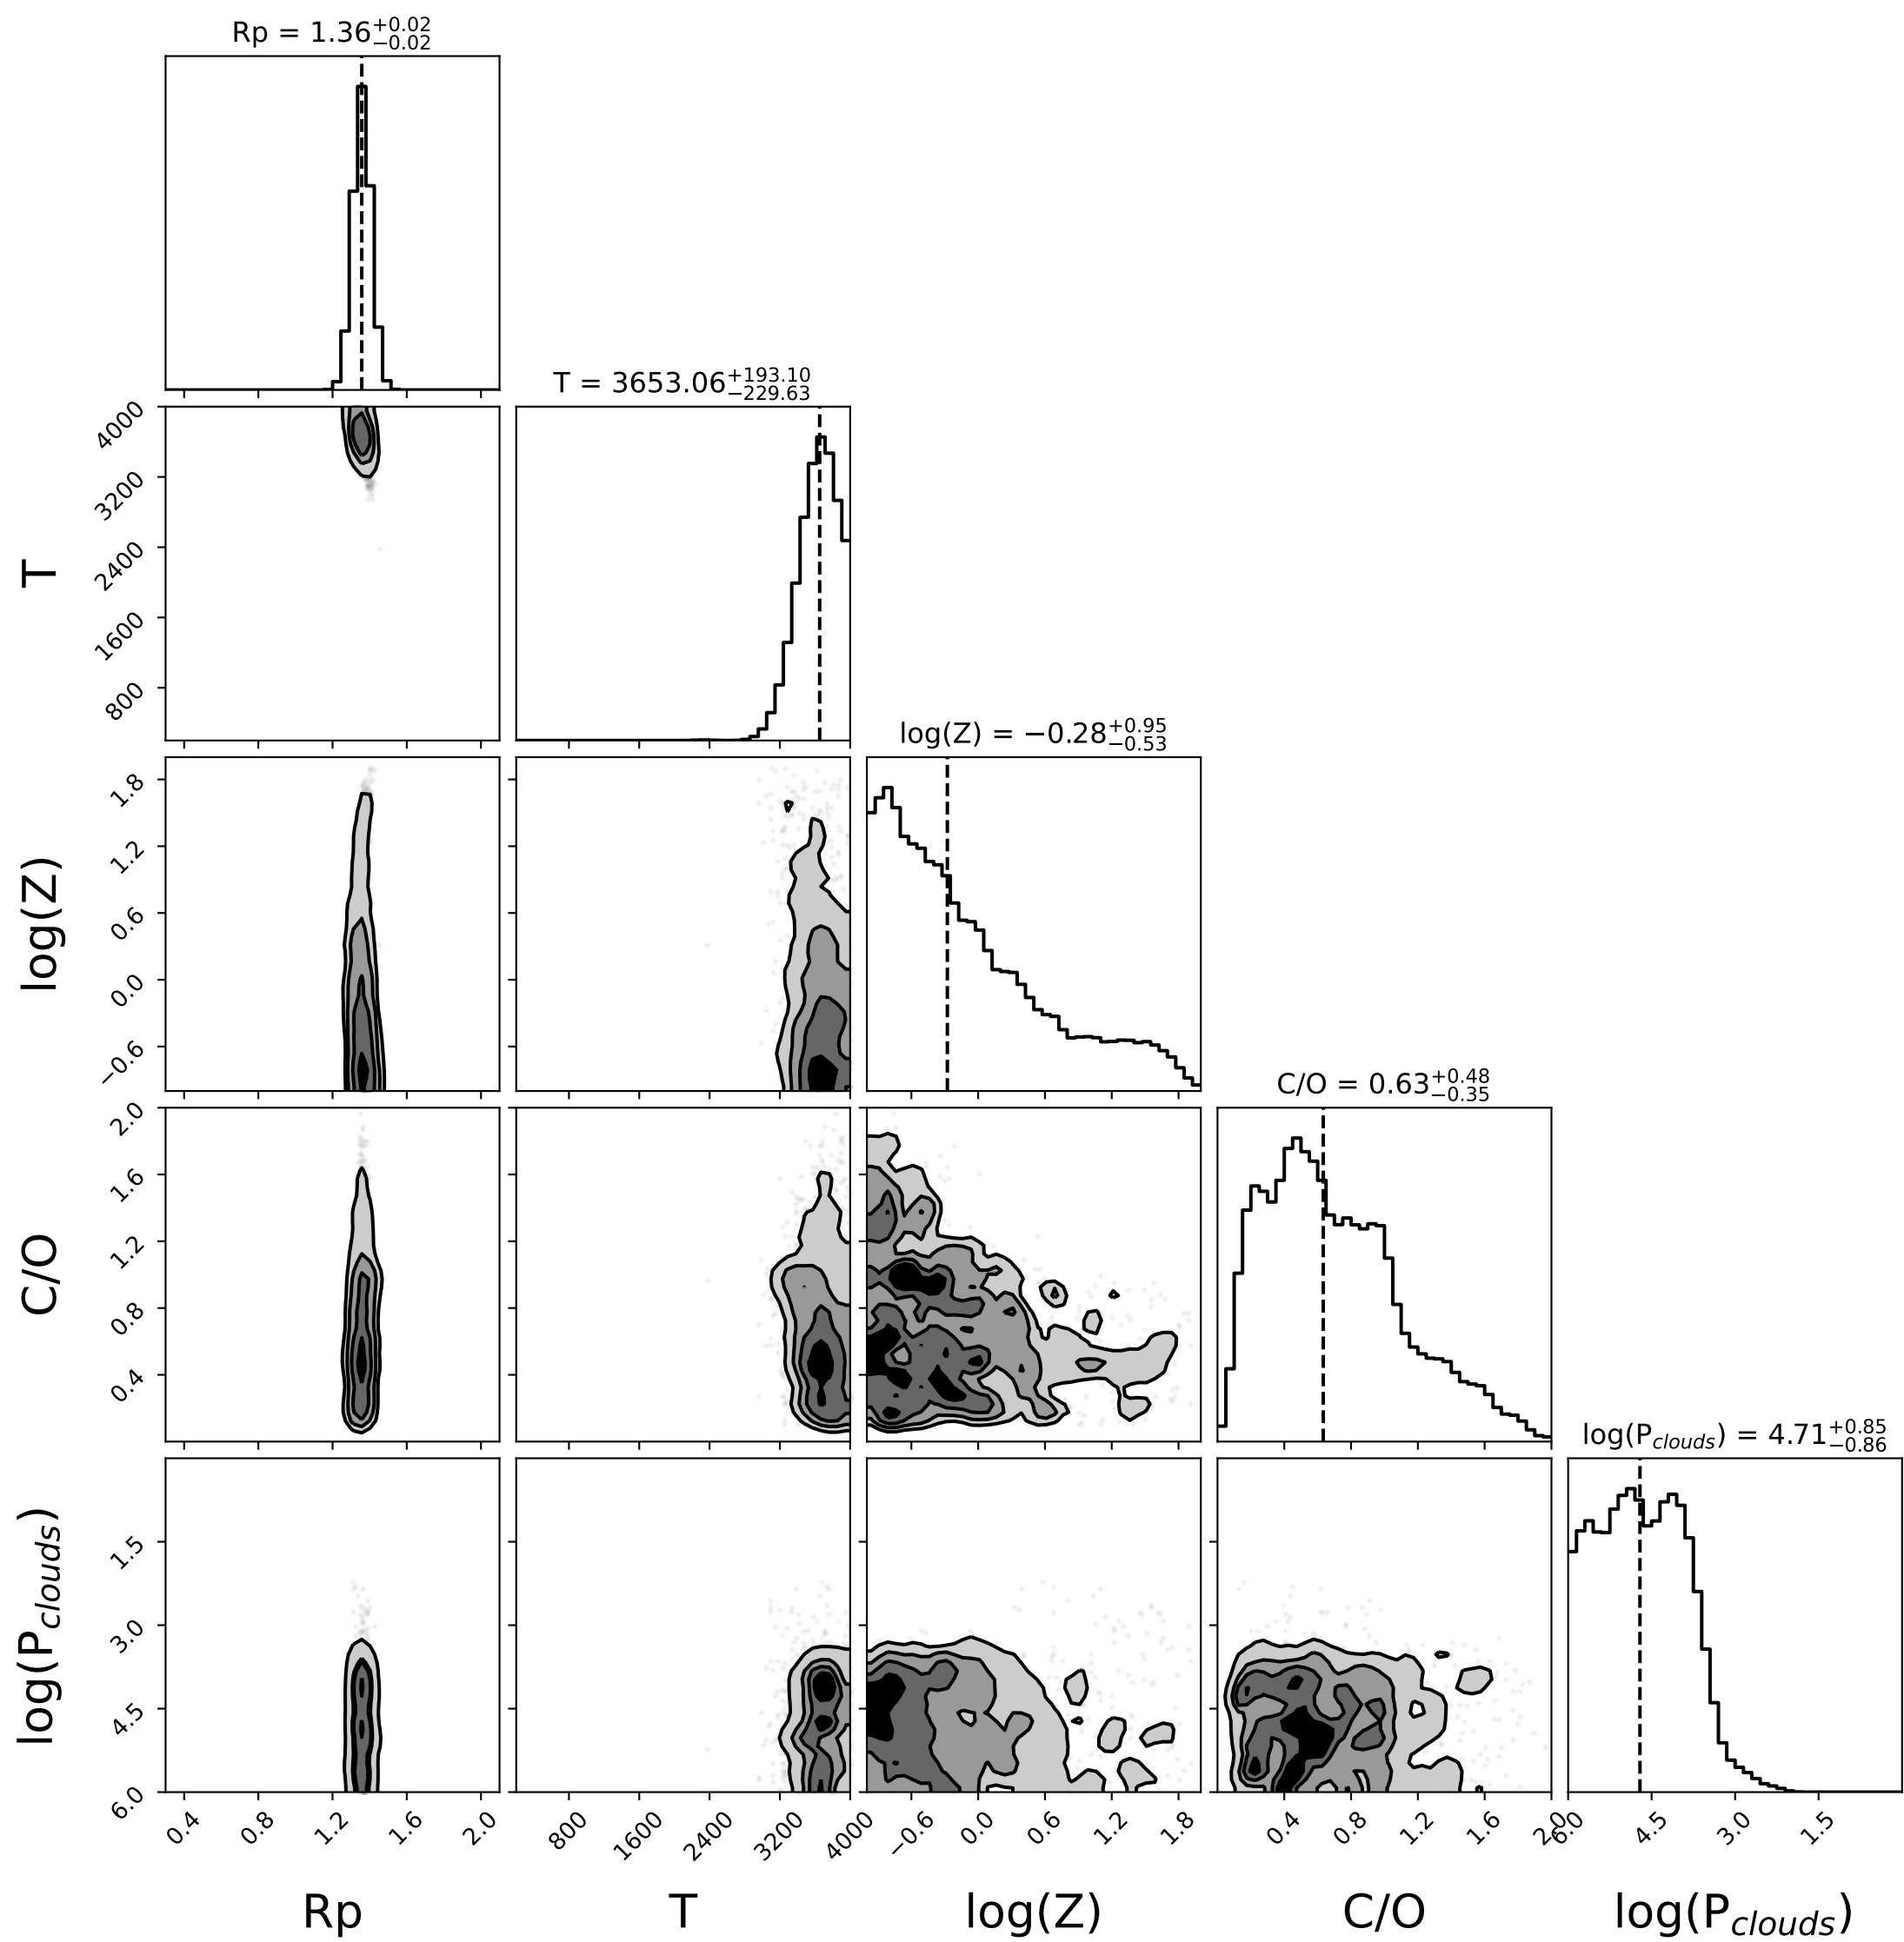 Rp = 1.36+0.02 −0.02
T = 3653.06+193.10 −229.63
4000
3200
2400
1600
800
T
log(Z) = −0.28+0.95 −0.53
1.8
1.2
0.6
0.0
−0.6
log(Z)
C/O = 0.63+0.48 −0.35
2.0
1.6
1.2
0.8
0.4
C/O
log(Pclouds) = 4.71+0.85 −0.86
1.5
3.0
4.5
6.0
log(Pclouds)
0.4 0.8 1.2 1.6 2.0 800 1600 2400 3200 4000 −0.6 0.0 0.6 1.2 1.8 0.4 0.8 1.2 1.6 2.0 6.0 4.5 3.0 1.5
Rp T log(Z) C/O log(Pclouds)